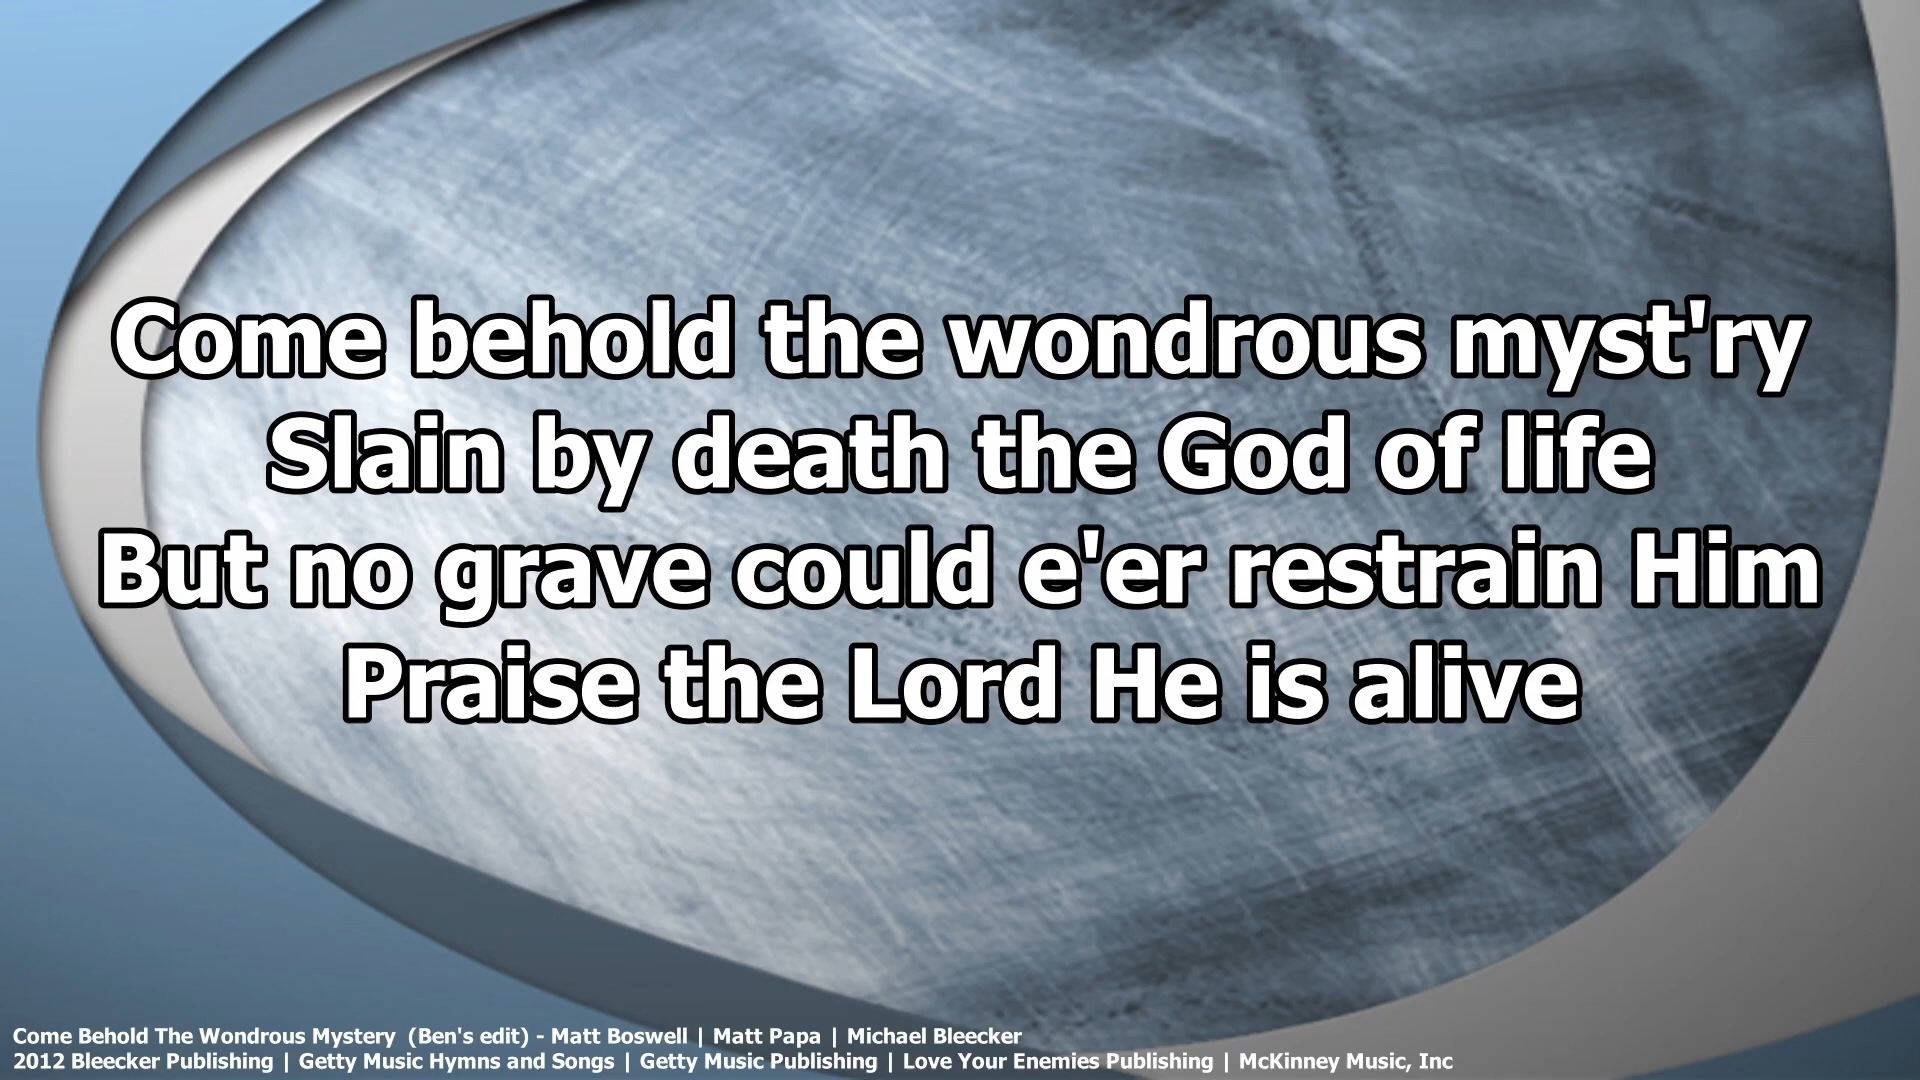 Come behold the wondrous myst'ry
Slain by death the God of life
But no grave could e'er restrain Him
Praise the Lord He is alive
Come Behold The Wondrous Mystery  (Ben's edit) - Matt Boswell | Matt Papa | Michael Bleecker
2012 Bleecker Publishing | Getty Music Hymns and Songs | Getty Music Publishing | Love Your Enemies Publishing | McKinney Music, Inc